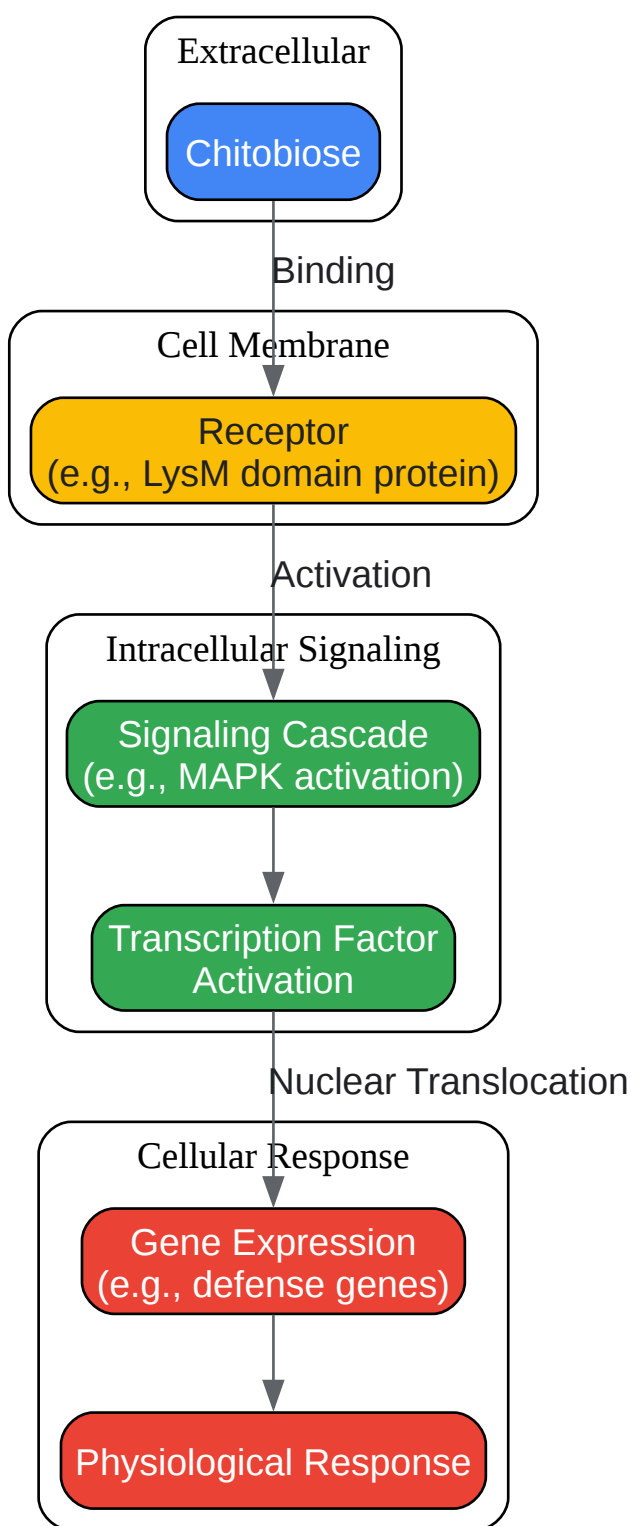 Extracellular
Chitobiose
Binding
Cell Membrane
Receptor
(e.g., LysM domain protein)
Activation
Intracellular Signaling
Signaling Cascade
(e.g., MAPK activation)
Transcription Factor
Activation
Nuclear Translocation
Cellular Response
Gene Expression
(e.g., defense genes)
Physiological Response